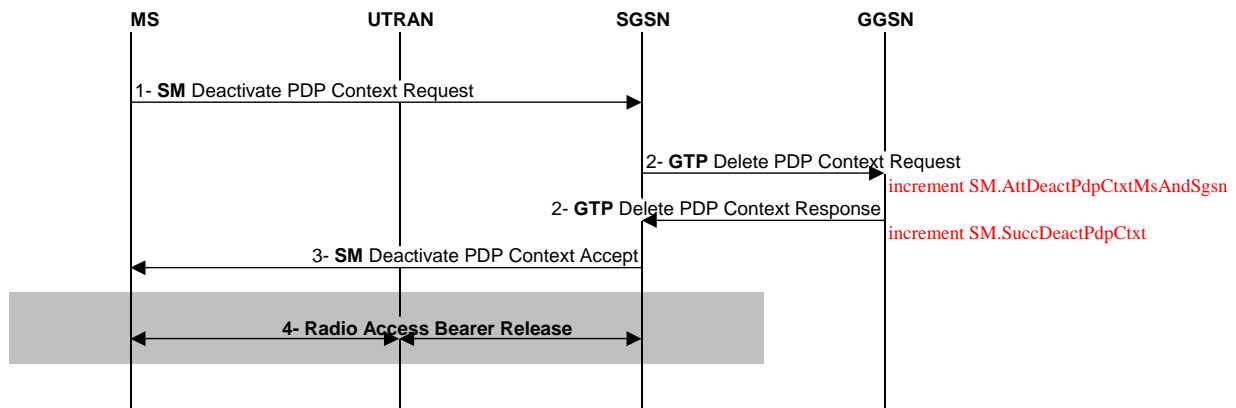 MS UTRAN SGSN GGSN
1- SM Deactivate PDP Context Request
2- GTP Delete PDP Context Request
increment SM.AttDeactPdpCtxtMsAndSgsn
2- GTP Delete PDP Context Response
increment SM.SuccDeactPdpCtxt
3- SM Deactivate PDP Context Accept
4- Radio Access Bearer Release